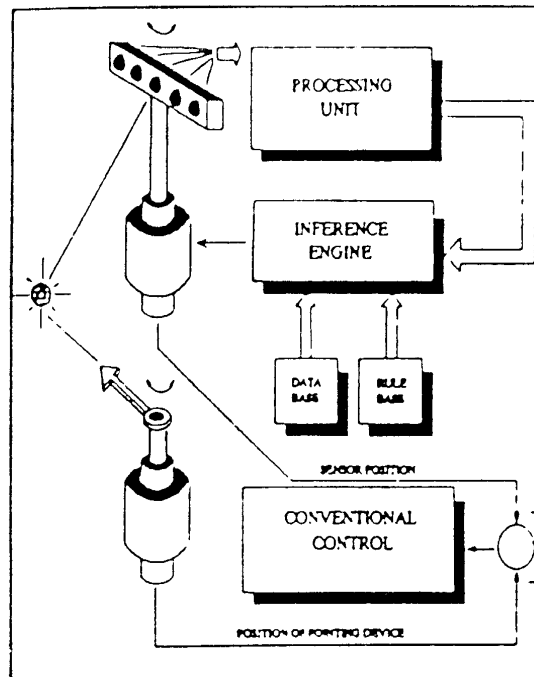 PROCESSING
UNIT
INFERENCE
ENGINE
DATA
BASE
RULE
BASE
SENSOR POSITION
CONVENTIONAL
CONTROL
POSITION OF POINTING DEVICE